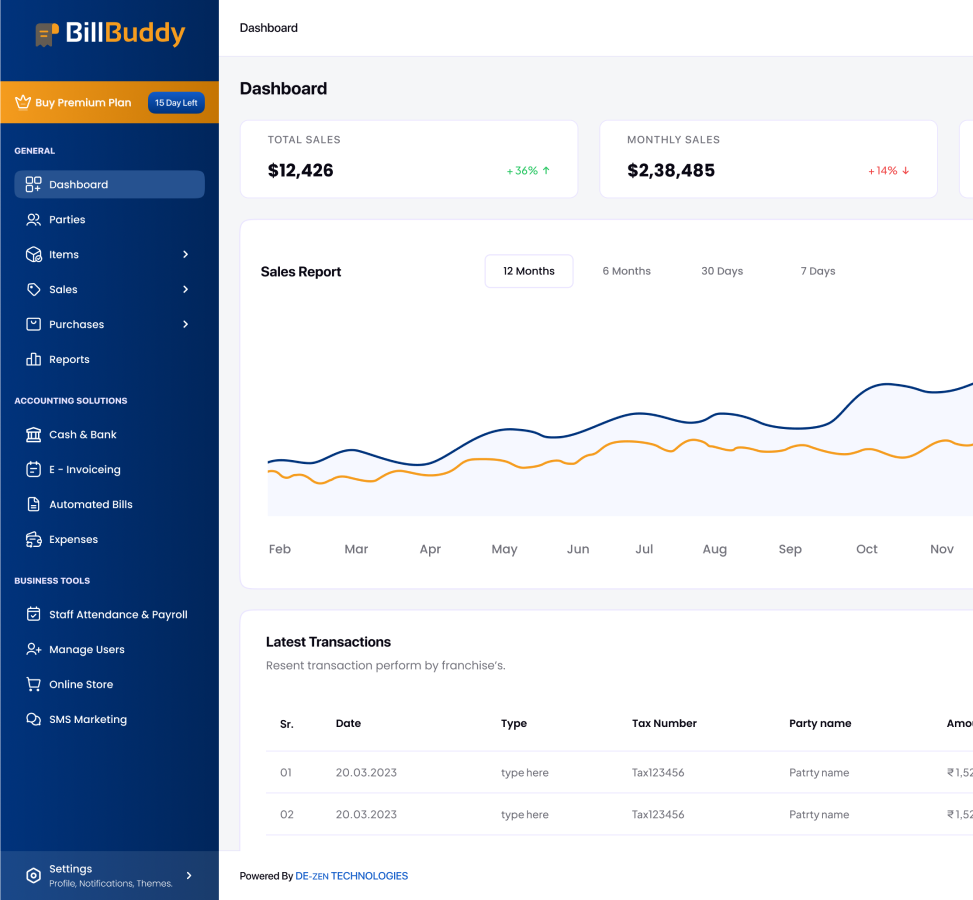 BillBuddy
Buy Premium Plan 15 Day Left
GENERAL
Dashboard
Parties
Items
Sales
Purchases
Reports
ACCOUNTING SOLUTIONS
Cash & Bank
E - Invoiceing
Automated Bills
Expenses
BUSINESS TOOLS
Staff Attendance & Payroll
Manage Users
Online Store
SMS Marketing
Settings
Profile, Notifications, Themes.
Dashboard
Dashboard
TOTAL SALES
$12,426 +36% ↑
MONTHLY SALES
$2,38,485 +14% ↓
Sales Report 12 Months 6 Months 30 Days 7 Days
Feb Mar Apr May Jun Jul Aug Sep Oct Nov
Latest Transactions
Resent transaction perform by franchise's.
Sr. Date Type Tax Number Party name
01 20.03.2023 type here Tax123456 Patrty name ₹1,52
02 20.03.2023 type here Tax123456 Patrty name ₹1,52
Powered By DE-ZEN TECHNOLOGIES